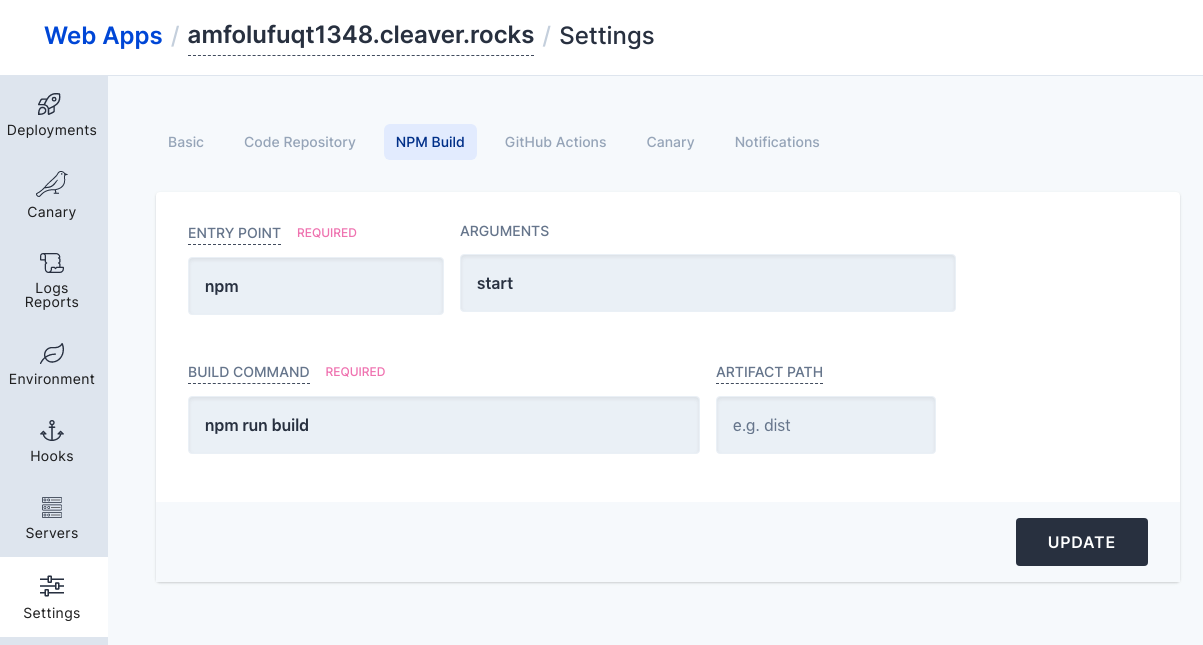 Web Apps / amfolufuqt1348.cleaver.rocks / Settings
Deployments
Canary
Logs
Reports
Environment
Hooks
Servers
Settings
Basic Code Repository NPM Build GitHub Actions Canary Notifications
ENTRY POINT REQUIRED ARGUMENTS
npm start
BUILD COMMAND REQUIRED ARTIFACT PATH
npm run build e.g. dist
UPDATE